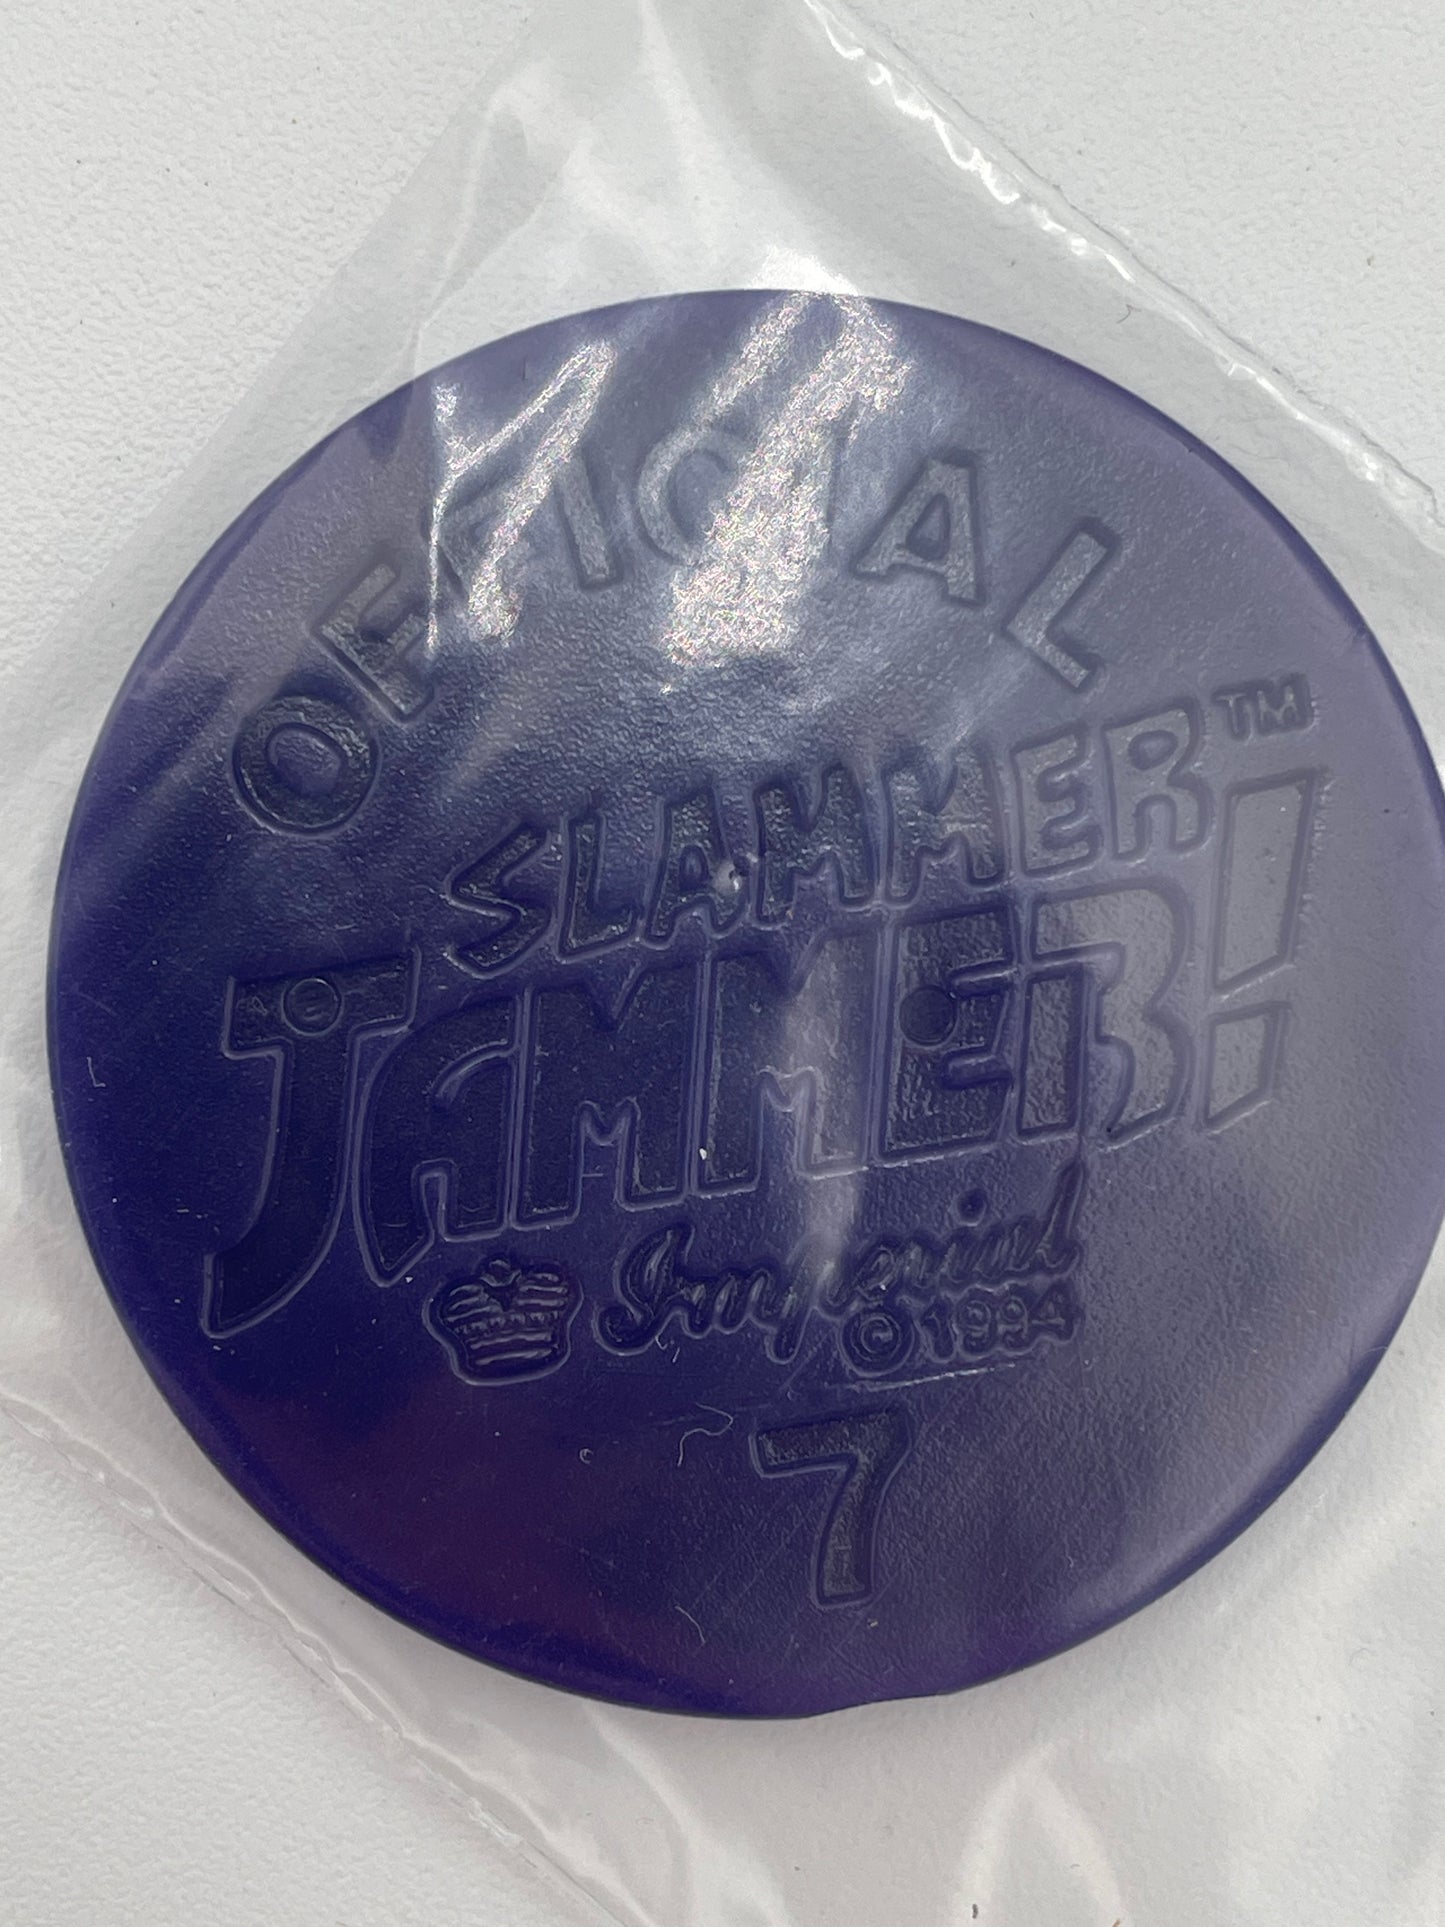 OFFICIAL
SLAMMER™
JAMMER!
Imperial
©1994
7